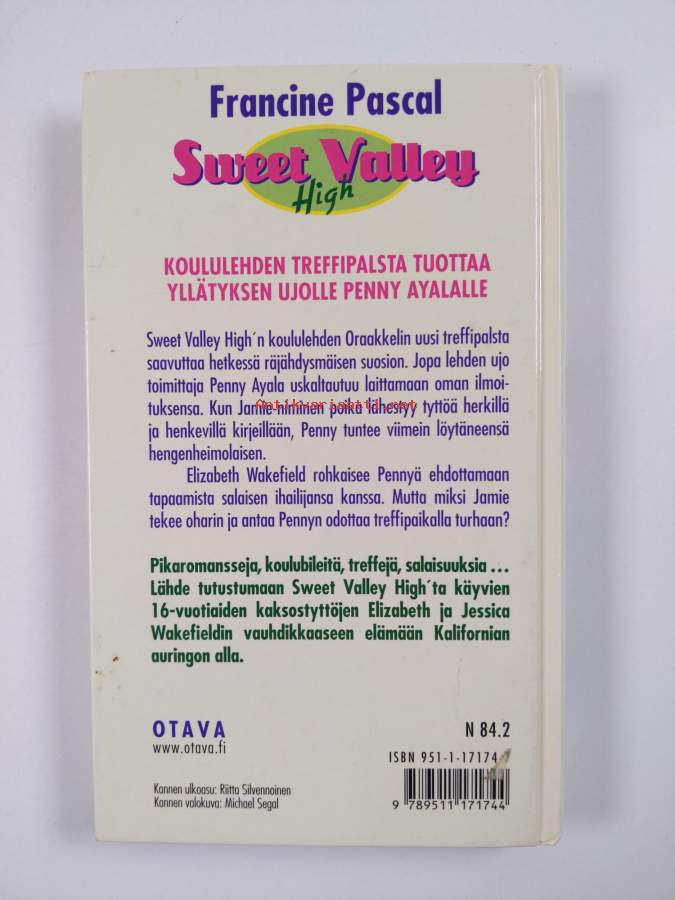 Francine Pascal
Sweet Valley
High
KOULULEHDEN TREFFIPALSTA TUOTTAA
YLLÄTYKSEN UJOLLE PENNY AYALALLE
Sweet Valley High´n koululehden Oraakkelin uusi treffipalsta
saavuttaa hetkessä räjähdysmäisen suosion. Jopa lehden ujo
toimittaja Penny Ayala uskaltautuu laittamaan oman ilmoi-
tuksensa. Kun Jamie-niminen poika lähestyy tyttöä herkillä
ja henkevillä kirjeillään, Penny tuntee viimein löytäneensä
hengenheimolaisen.
Elizabeth Wakefield rohkaisee Pennyä ehdottamaan
tapaamista salaisen ihailijansa kanssa. Mutta miksi Jamie
tekee oharin ja antaa Pennyn odottaa treffipaikalla turhaan?
Pikaromansseja, koulubileitä, treffejä, salaisuuksia ...
Lähde tutustumaan Sweet Valley High´ta käyvien
16-vuotiaiden kaksostyttöjen Elizabeth ja Jessica
Wakefieldin vauhdikkaaseen elämään Kalifornian
auringon alla.
OTAVA
www.otava.fi
N 84.2
ISBN 951-1-17174
9 789511 171744
Kannen ulkoasu: Riitta Silvennoinen
Kannen valokuva: Michael Segal